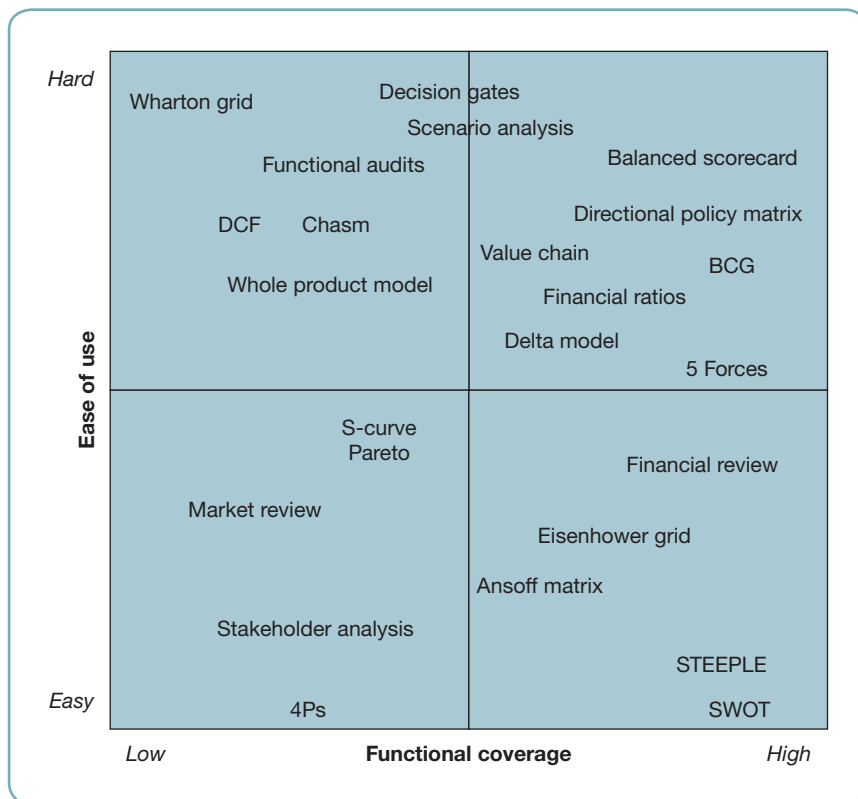 Hard
Decision gates
Wharton grid
Scenario analysis
Balanced scorecard
Functional audits
Directional policy matrix
DCF
Chasm
Value chain
BCG
Whole product model
Financial ratios
Delta model
5 Forces
Ease of use
S-curve
Pareto
Financial review
Market review
Eisenhower grid
Ansoff matrix
Stakeholder analysis
STEEPLE
Easy
4Ps
SWOT
Low
Functional coverage
High